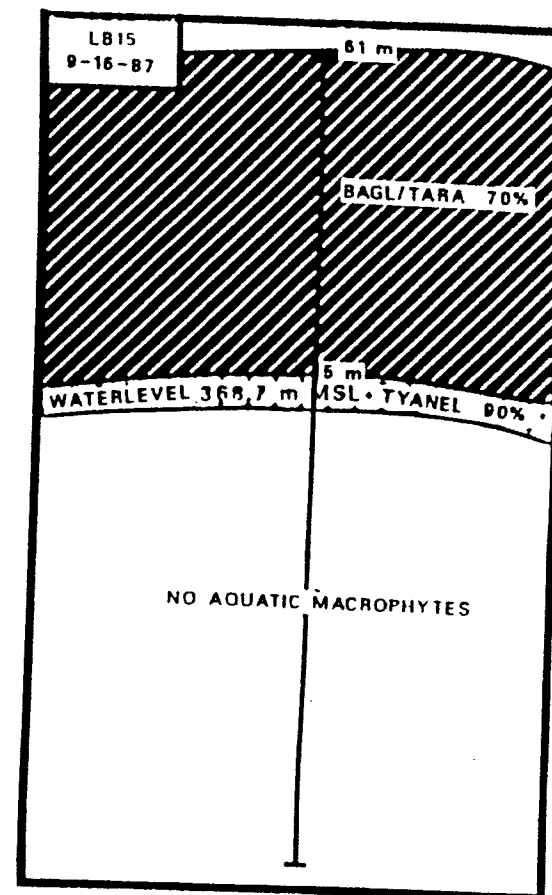 LB15
9-16-87
61 m
BAGL/TARA 70%
5 m
WATERLEVEL 368.7 m MSL • TYANEL 90% •
NO AQUATIC MACROPHYTES